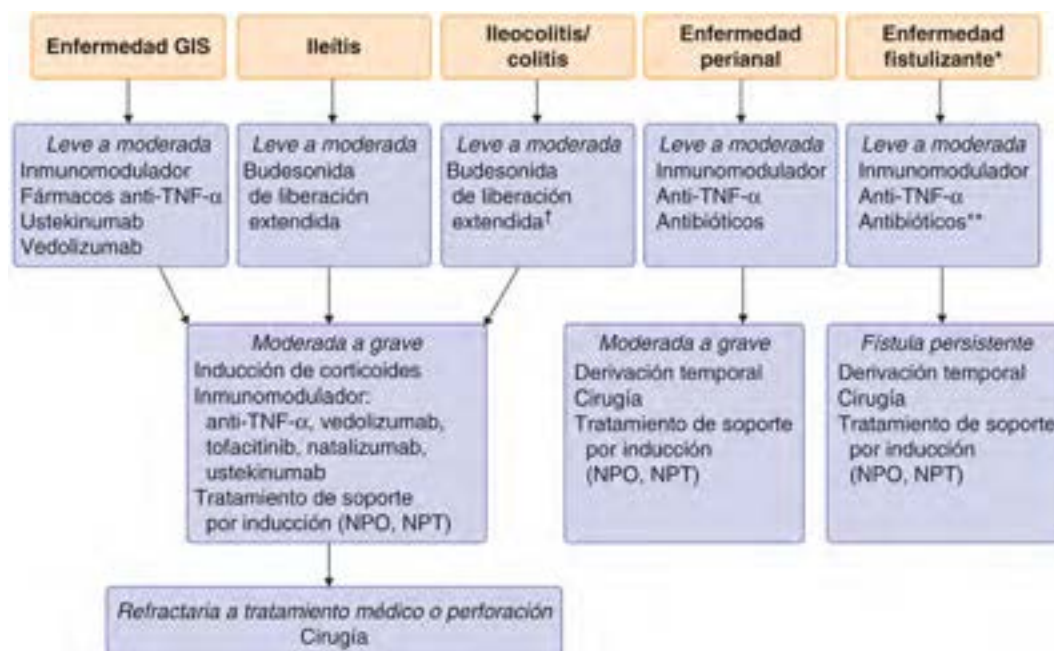 Enfermedad GIS
Ileítis
Ileocolitis/
colitis
Enfermedad
perianal
Enfermedad
fistulizante*
Leve a moderada
Inmunomodulador
Fármacos anti-TNF-α
Ustekinumab
Vedolizumab
Leve a moderada
Budesonida
de liberación
extendida
Leve a moderada
Budesonida
de liberación
extendida†
Leve a moderada
Inmunomodulador
Anti-TNF-α
Antibióticos
Leve a moderada
Inmunomodulador
Anti-TNF-α
Antibióticos**
Moderada a grave
Inducción de corticoides
Inmunomodulador:
anti-TNF-α, vedolizumab,
tofacitinib, natalizumab,
ustekinumab
Tratamiento de soporte
por inducción (NPO, NPT)
Moderada a grave
Derivación temporal
Cirugía
Tratamiento de soporte
por inducción
(NPO, NPT)
Fístula persistente
Derivación temporal
Cirugía
Tratamiento de soporte
por inducción
(NPO, NPT)
Refractaria a tratamiento médico o perforación
Cirugía